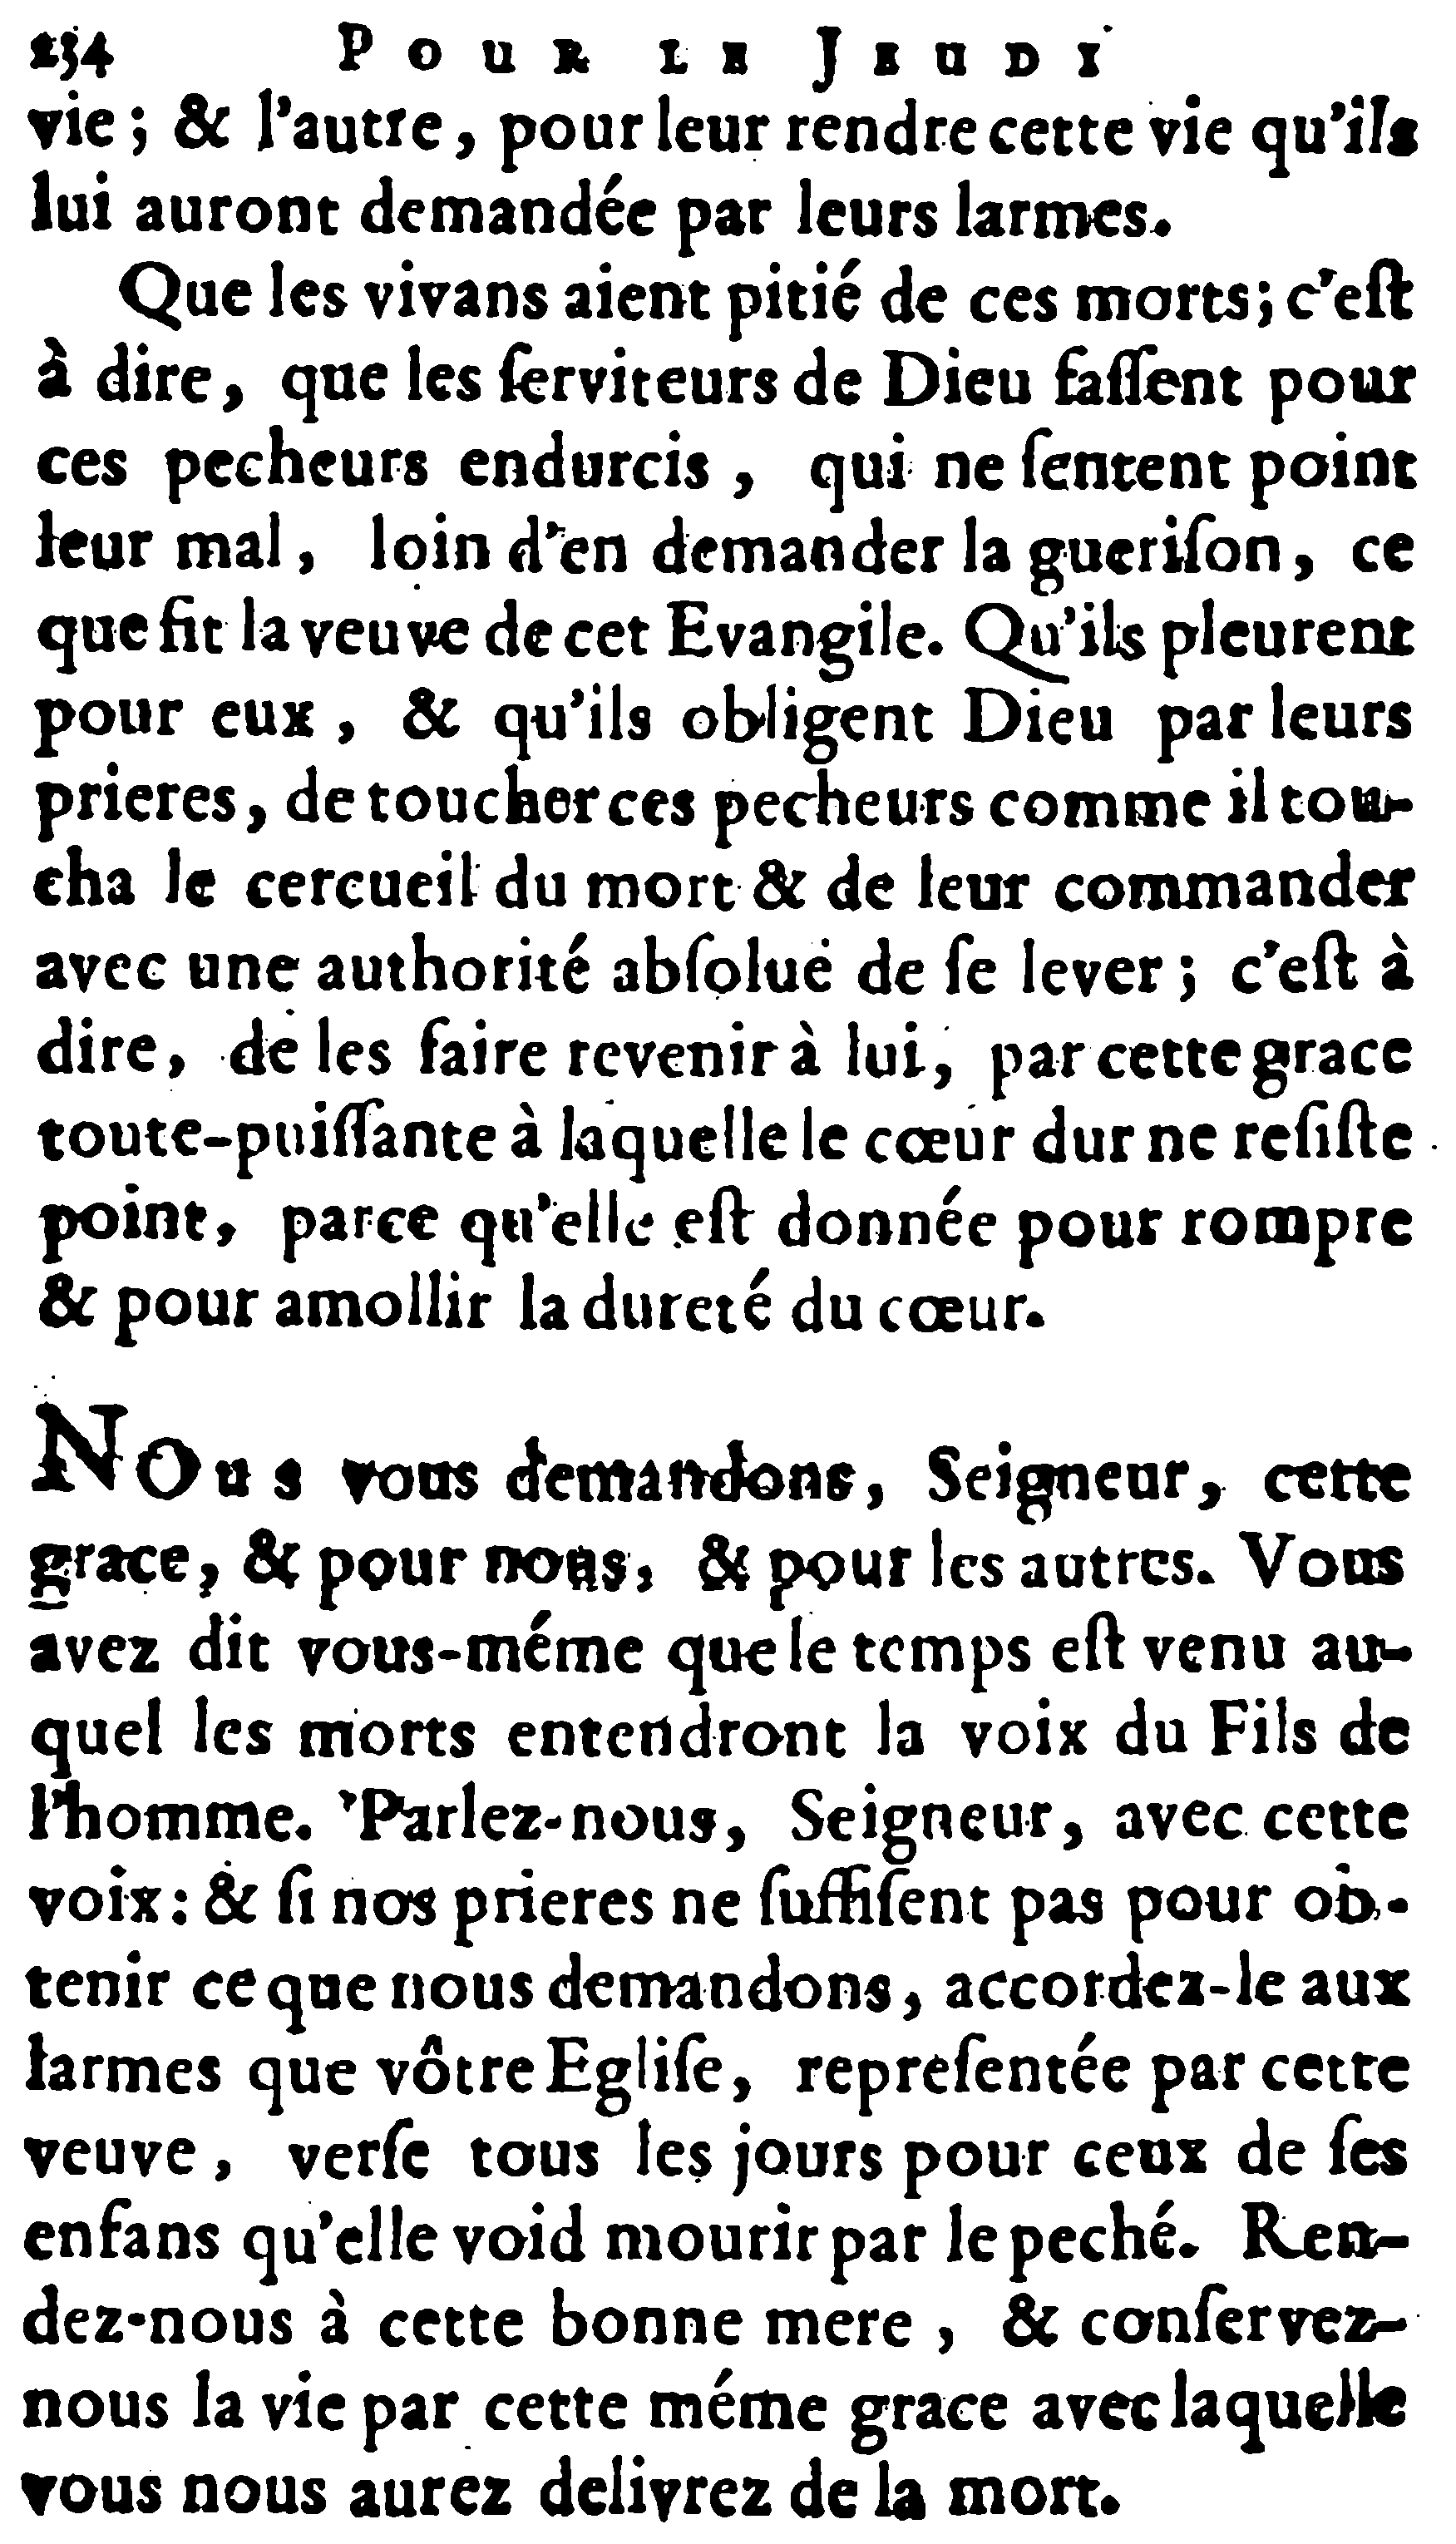 234 POUR LE JEUDI
vie ; & l'autre , pour leur rendre cette vie qu'ils
lui auront demandée par leurs larmes.
Que les vivans aient pitié de ces morts ; c'eſt
à dire , que les ſerviteurs de Dieu faſſent pour
ces pecheurs endurcis , qui ne ſentent point
leur mal , loin d'en demander la gueriſon , ce
que fit la veuve de cet Evangile. Qu'ils pleurent
pour eux , & qu'ils obligent Dieu par leurs
prieres, de toucher ces pecheurs comme il tou-
cha le cercueil du mort & de leur commander
avec une authorité abſolué de ſe lever ; c'eſt à
dire, de les faire revenir à lui, par cette grace
toute-puiſſante à laquelle le cœur dur ne reſiſte
point, parce qu'elle eſt donnée pour rompre
& pour amollir la dureté du cœur.
NOus vous demandons, Seigneur, cette
grace, & pour nous, & pour les autres. Vous
avez dit vous-méme que le temps eſt venu au-
quel les morts entendront la voix du Fils de
l'homme. Parlez-nous, Seigneur, avec cette
voix : & ſi nos prieres ne ſuffiſent pas pour ob-
tenir ce que nous demandons, accordez-le aux
larmes que vôtre Egliſe, repreſentée par cette
veuve , verſe tous les jours pour ceux de ſes
enfans qu'elle void mourir par le peché. Ren-
dez-nous à cette bonne mere , & conſervez-
nous la vie par cette méme grace avec laquelle
vous nous aurez delivrez de la mort.